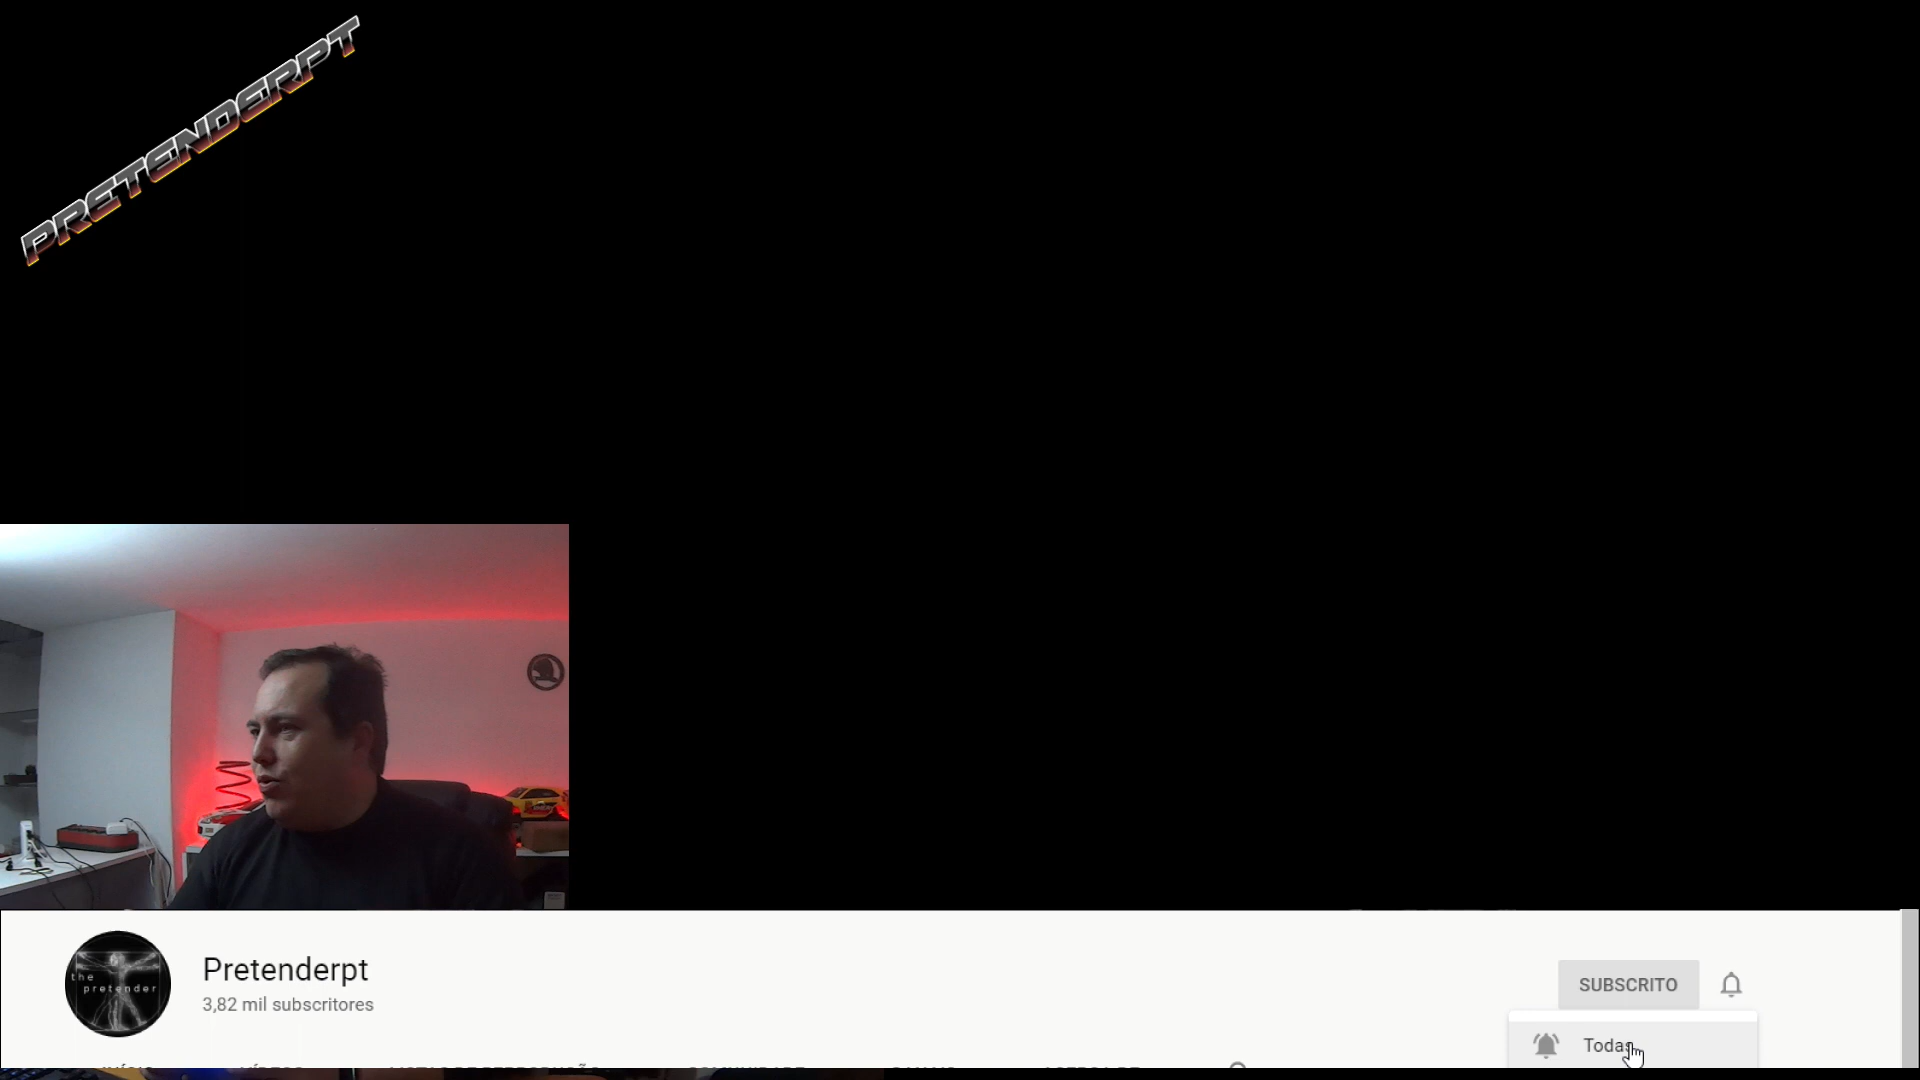 PRETENDERPT
the
pretender
Pretenderpt
3,82 mil subscritores
SUBSCRITO
Todas